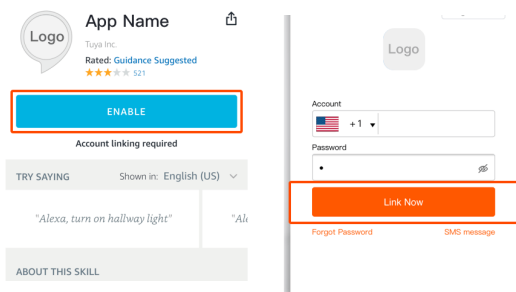 Logo
App Name
Tuya Inc.
Rated: Guidance Suggested
521
ENABLE
Account linking required
TRY SAYING
Shown in: English (US)
"Alexa, turn on hallway light"
ABOUT THIS SKILL
Logo
Account
+1
Password
Link Now
Forgot Password
SMS message